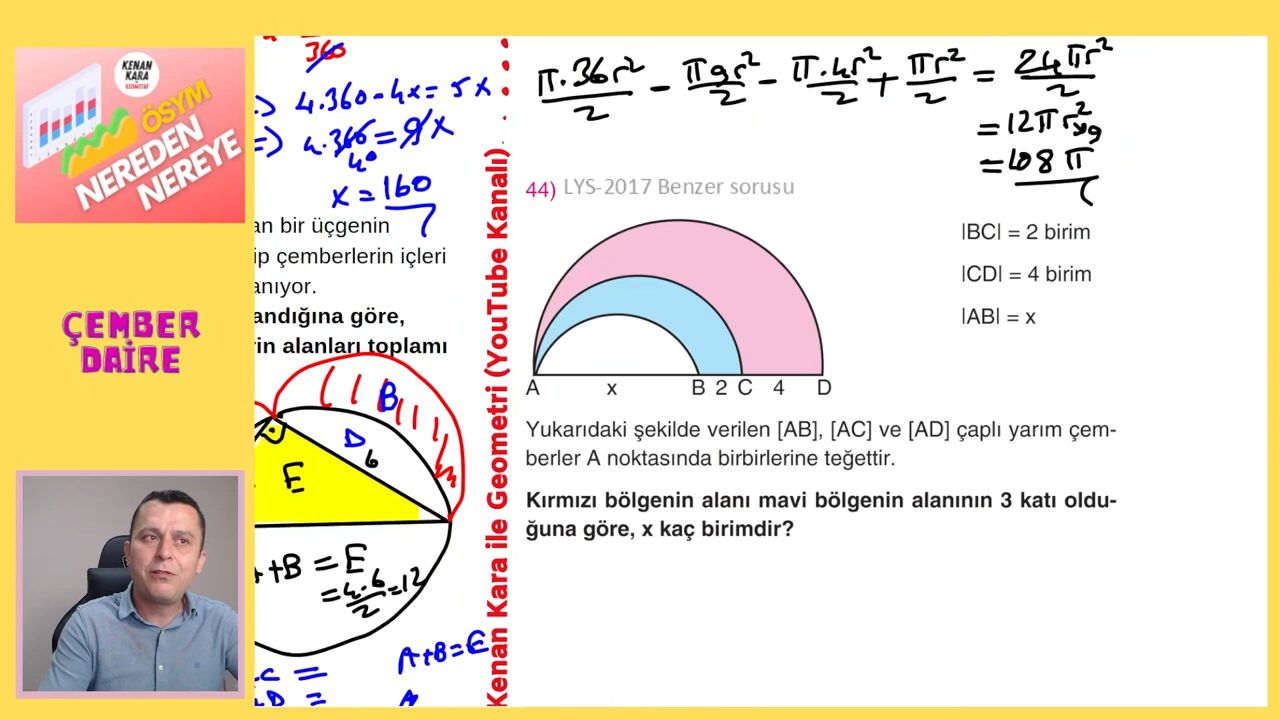 KENAN
KARA
GEOMETRİ
ÖSYM
NEREDEN
NEREYE
ÇEMBER
DAİRE
360
4.360-4x=5x
⇒ 4.360=9x
40
x=160
an bir üçgenin
ip çemberlerin içleri
anıyor.
andığına göre,
rin alanları toplamı
B
D
6
E
+B=E
=4.6/2=12
A+B=E
C =
D =
Kenan Kara ile Geometri (YouTube Kanalı)
π.36r²/2 - π9r²/2 - π.4r²/2 + πr²/2 = 24πr²/2
=12πr²
=108π
44) LYS-2017 Benzer sorusu
|BC| = 2 birim
|CD| = 4 birim
|AB| = x
A x B 2 C 4 D
Yukarıdaki şekilde verilen [AB], [AC] ve [AD] çaplı yarım çem-
berler A noktasında birbirlerine teğettir.
Kırmızı bölgenin alanı mavi bölgenin alanının 3 katı oldu-
ğuna göre, x kaç birimdir?